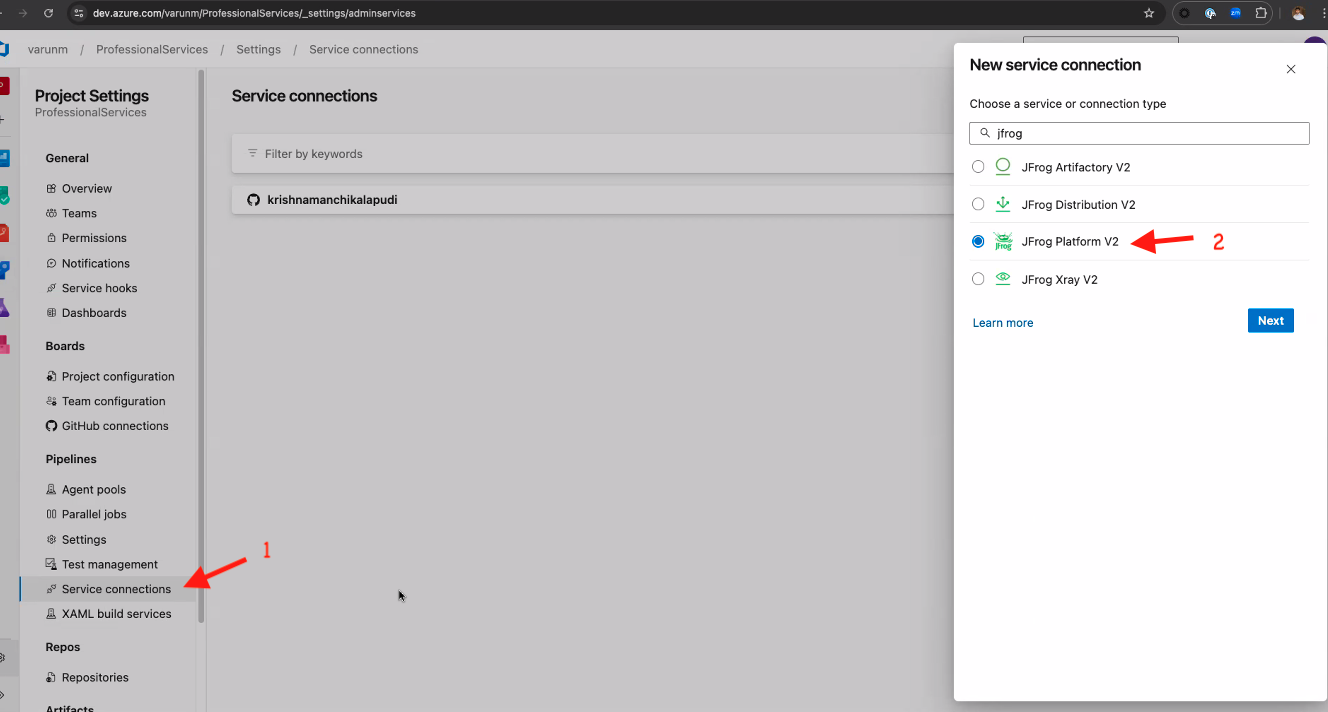 dev.azure.com/varunm/ProfessionalServices/_settings/adminservices
varunm / ProfessionalServices / Settings / Service connections
Project Settings
ProfessionalServices
General
Overview
Teams
Permissions
Notifications
Service hooks
Dashboards
Boards
Project configuration
Team configuration
GitHub connections
Pipelines
Agent pools
Parallel jobs
Settings
Test management
Service connections
1
XAML build services
Repos
Repositories
Artifacts
Service connections
Filter by keywords
krishnamanchikalapudi
New service connection
Choose a service or connection type
jfrog
JFrog Artifactory V2
JFrog Distribution V2
JFrog Platform V2
2
JFrog Xray V2
Learn more
Next